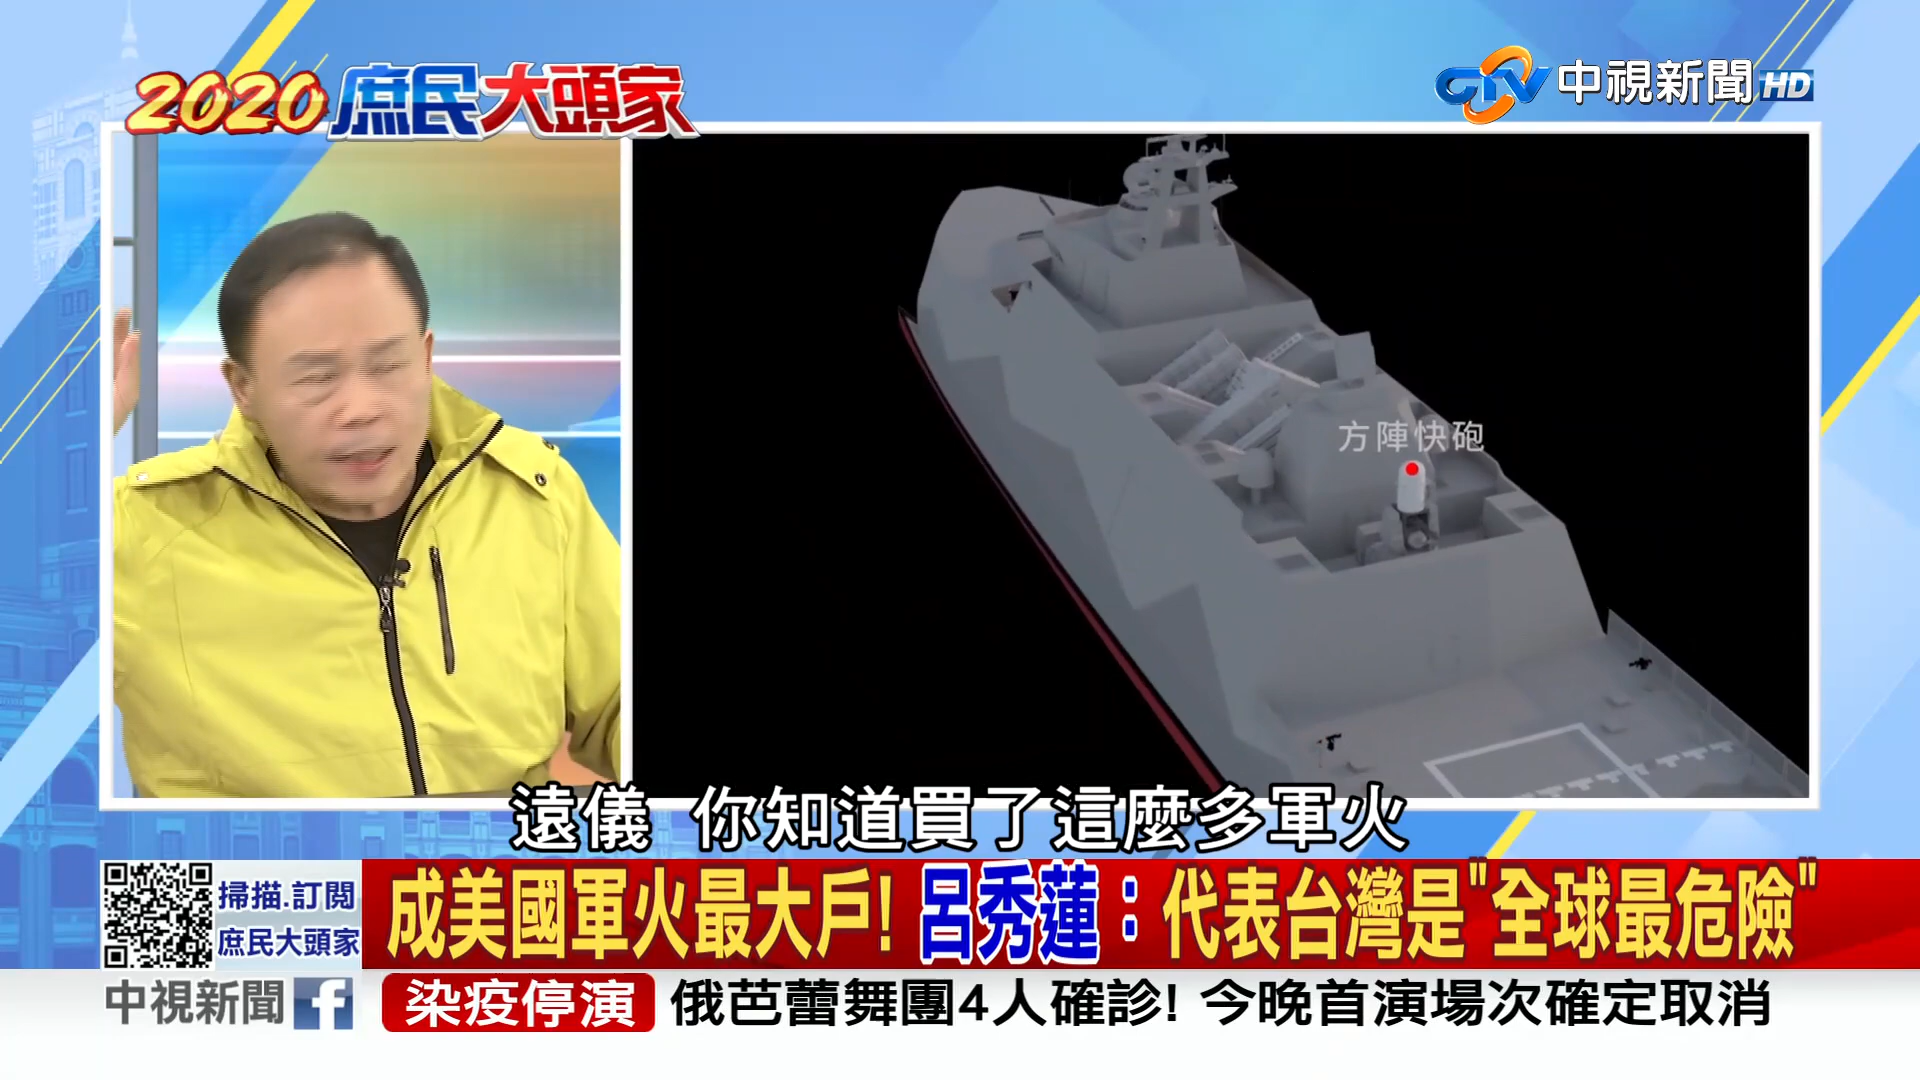 2020庶民大頭家
CTV中視新聞HD
方陣快砲
遠儀 你知道買了這麼多軍火
掃描.訂閱
庶民大頭家
成美國軍火最大戶! 呂秀蓮：代表台灣是"全球最危險"
中視新聞
染疫停演 俄芭蕾舞團4人確診! 今晚首演場次確定取消